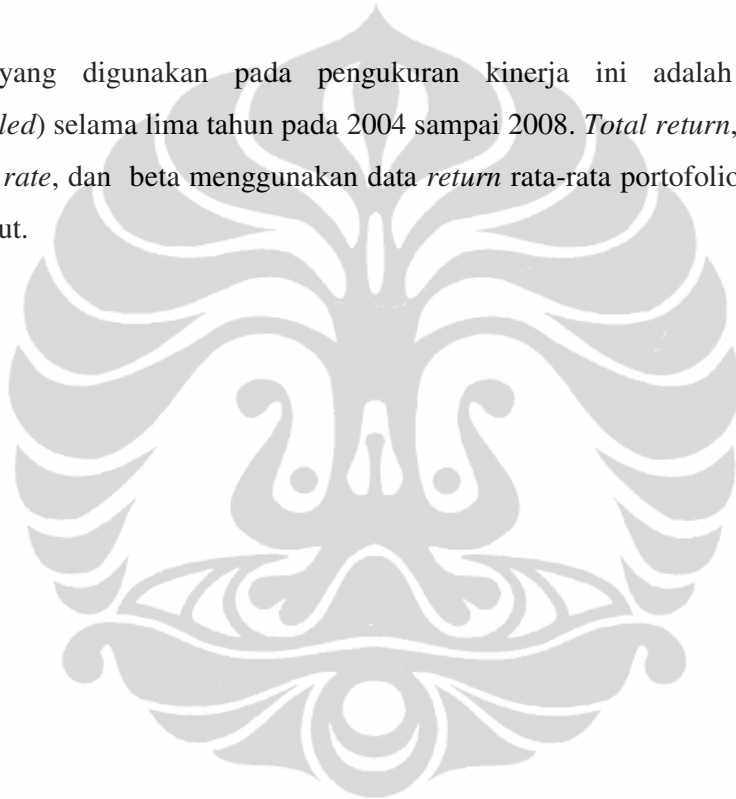 yang digunakan pada pengukuran kinerja ini adalah
led) selama lima tahun pada 2004 sampai 2008. Total return,
rate, dan beta menggunakan data return rata-rata portofolio
ut.